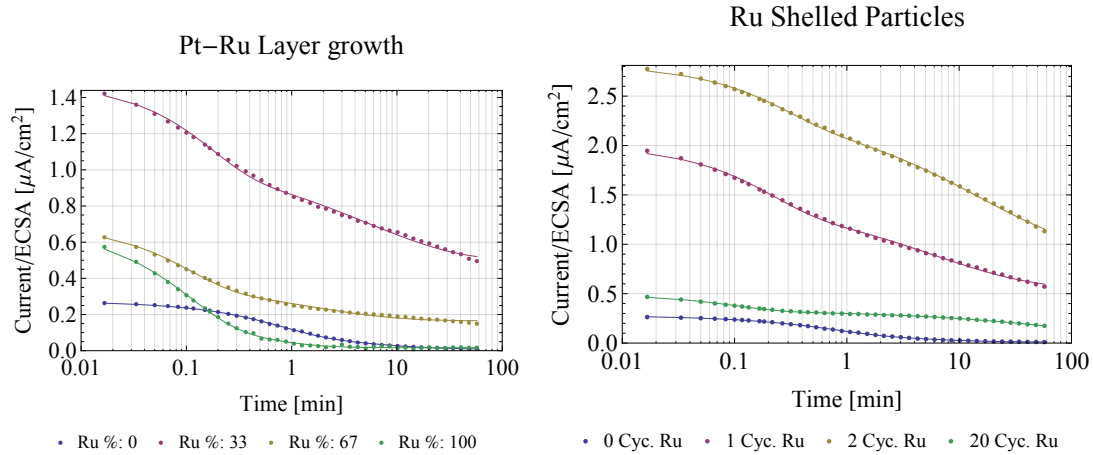 Pt−Ru Layer growth
Current/ECSA [μA/cm²]
1.4
1.2
1.0
0.8
0.6
0.4
0.2
0.0
0.01 0.1 1 10 100
Time [min]
• Ru %: 0 • Ru %: 33 • Ru %: 67 • Ru %: 100
Ru Shelled Particles
Current/ECSA [μA/cm²]
2.5
2.0
1.5
1.0
0.5
0.0
0.01 0.1 1 10 100
Time [min]
• 0 Cyc. Ru • 1 Cyc. Ru • 2 Cyc. Ru • 20 Cyc. Ru